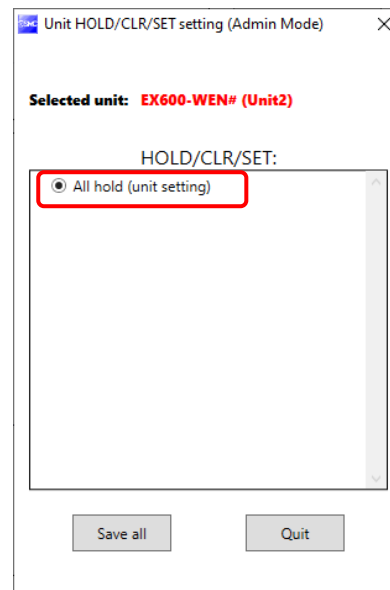 SMC Unit HOLD/CLR/SET setting (Admin Mode)
Selected unit: EX600-WEN# (Unit2)
HOLD/CLR/SET:
All hold (unit setting)
Save all Quit